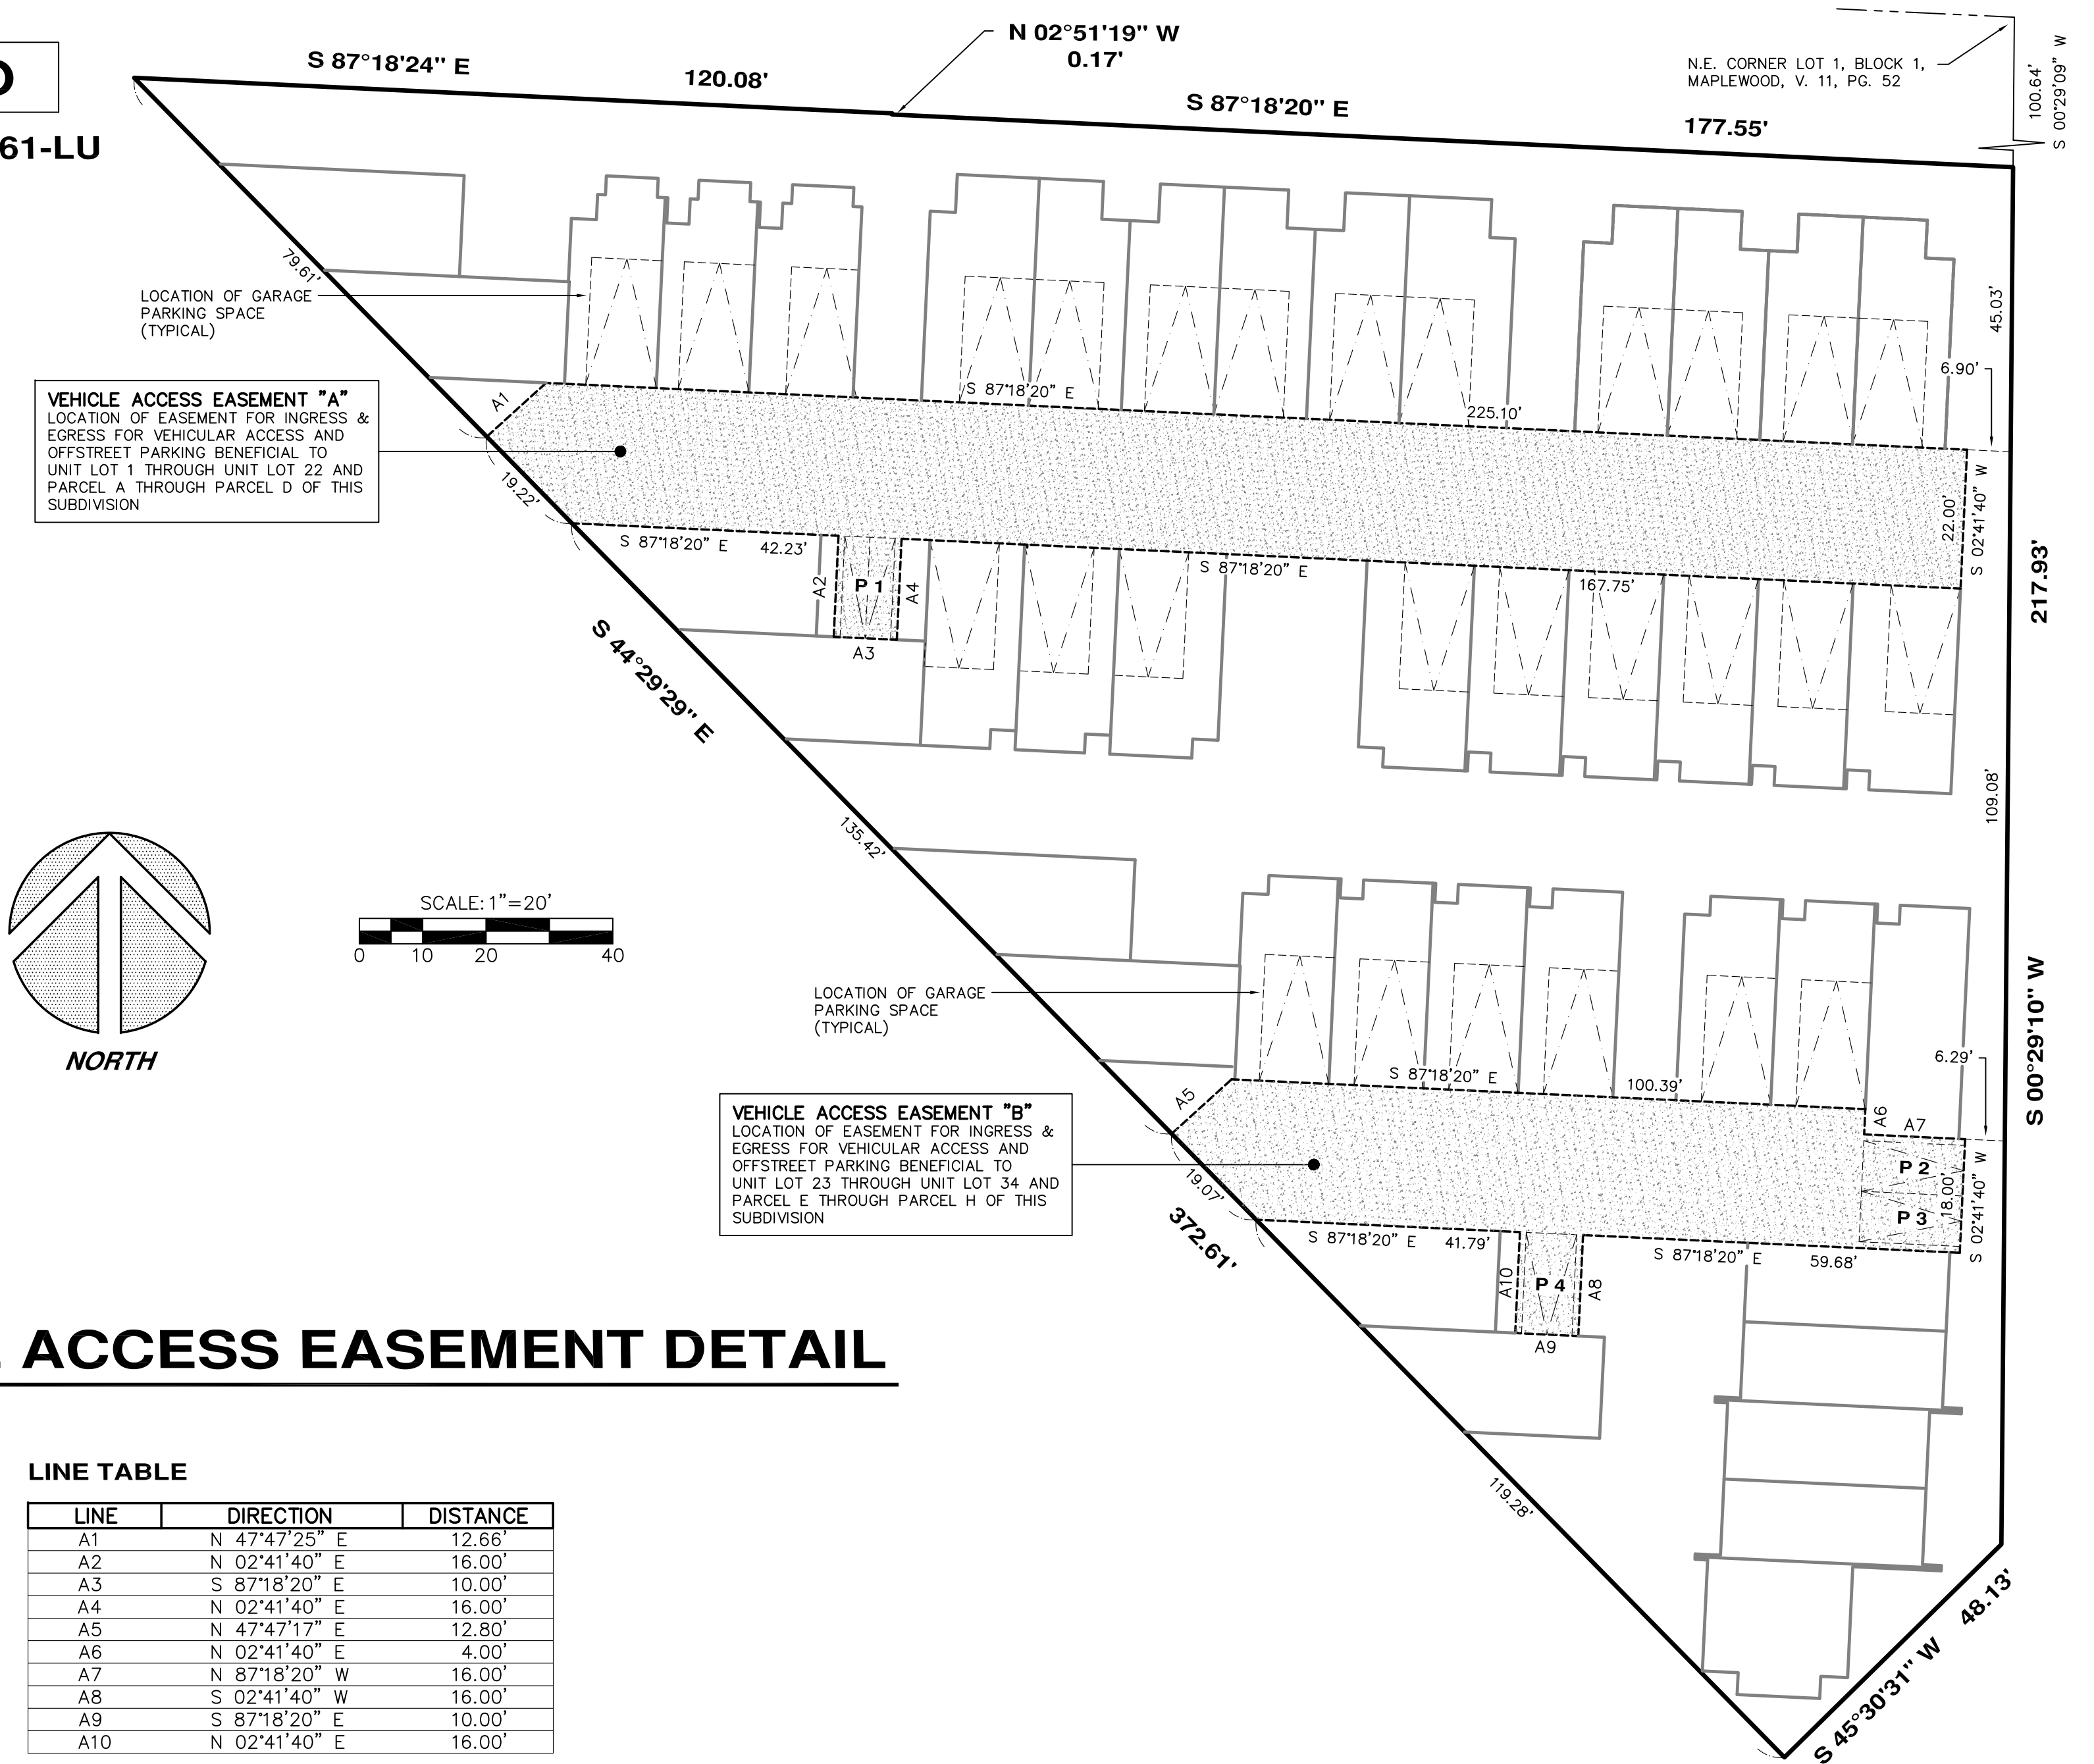 S 87°18'24" E
120.08'
N 02°51'19" W
0.17'
S 87°18'20" E
177.55'
N.E. CORNER LOT 1, BLOCK 1,
MAPLEWOOD, V. 11, PG. 52
100.64'
S 00°29'09" W
61-LU
79.61'
LOCATION OF GARAGE
PARKING SPACE
(TYPICAL)
45.03'
6.90'
VEHICLE ACCESS EASEMENT "A"
LOCATION OF EASEMENT FOR INGRESS &
EGRESS FOR VEHICULAR ACCESS AND
OFFSTREET PARKING BENEFICIAL TO
UNIT LOT 1 THROUGH UNIT LOT 22 AND
PARCEL A THROUGH PARCEL D OF THIS
SUBDIVISION
A1
S 87°18'20" E
225.10'
19.22'
22.00'
S 02°41'40" W
S 87°18'20" E
42.23'
A2
P 1
A4
A3
S 87°18'20" E
167.75'
217.93'
S 44°29'29" E
109.08'
135.42'
NORTH
SCALE: 1"=20'
0 10 20 40
LOCATION OF GARAGE
PARKING SPACE
(TYPICAL)
S 00°29'10" W
6.29'
VEHICLE ACCESS EASEMENT "B"
LOCATION OF EASEMENT FOR INGRESS &
EGRESS FOR VEHICULAR ACCESS AND
OFFSTREET PARKING BENEFICIAL TO
UNIT LOT 23 THROUGH UNIT LOT 34 AND
PARCEL E THROUGH PARCEL H OF THIS
SUBDIVISION
A5
S 87°18'20" E
100.39'
A6
A7
P 2
P 3
18.00'
S 02°41'40" W
19.07'
372.61'
S 87°18'20" E
41.79'
A10
P 4
A8
A9
S 87°18'20" E
59.68'
ACCESS EASEMENT DETAIL
119.28'
48.13'
S 45°30'31" W
LINE TABLE
LINE DIRECTION DISTANCE
A1 N 47°47'25" E 12.66'
A2 N 02°41'40" E 16.00'
A3 S 87°18'20" E 10.00'
A4 N 02°41'40" E 16.00'
A5 N 47°47'17" E 12.80'
A6 N 02°41'40" E 4.00'
A7 N 87°18'20" W 16.00'
A8 S 02°41'40" W 16.00'
A9 S 87°18'20" E 10.00'
A10 N 02°41'40" E 16.00'